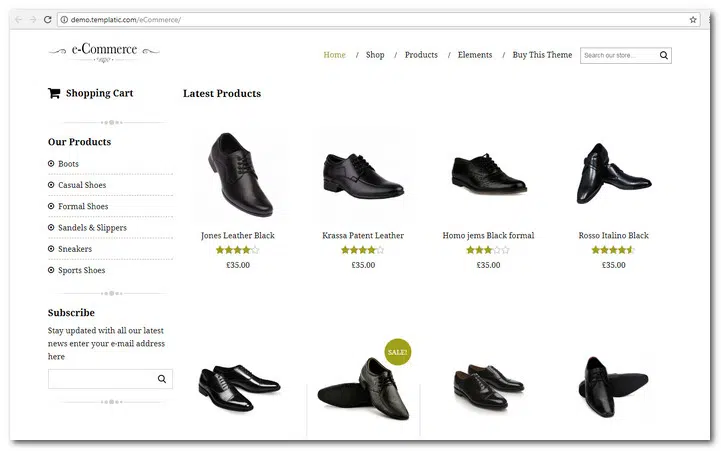 demo.templatic.com/eCommerce/
e-Commerce
Home / Shop / Products / Elements / Buy This Theme
Search our store...
Shopping Cart
Our Products
Boots
Casual Shoes
Formal Shoes
Sandels & Slippers
Sneakers
Sports Shoes
Subscribe
Stay updated with all our latest
news enter your e-mail address
here
Latest Products
Jones Leather Black
£35.00
Krassa Patent Leather
£35.00
Homo jems Black formal
£35.00
Rosso Italino Black
£35.00
SALE!